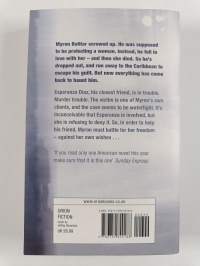 Myron Bolitar screwed up. He was supposed
to be protecting a woman. Instead, he fell in
love with her – and then she died. So he's
dropped out, and run away to the Caribbean to
escape his guilt. But now everything has come
back to haunt him.
Esperanza Diaz, his closest friend, is in trouble.
Murder trouble. The victim is one of Myron's own
clients, and the case seems to be watertight. It's
inconceivable that Esperanza is involved, but
she is refusing to deny it. So, in order to help
his friend, Myron must battle for her freedom
– against her own wishes . . .
'If you read only one American novel this year
make sure that it is this one' Sunday Express
ORION
FICTION